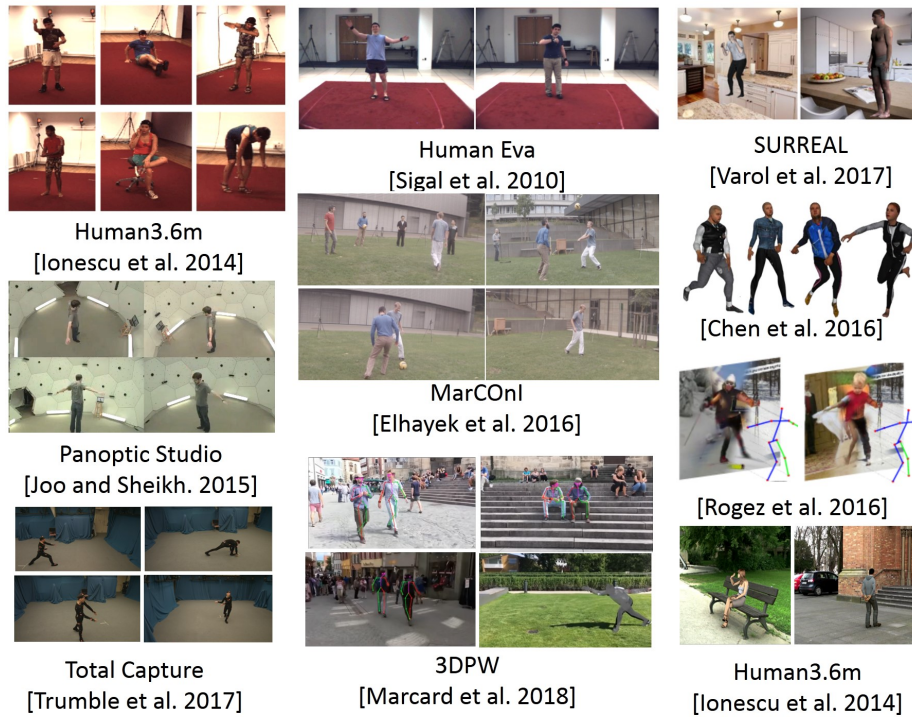 Human3.6m
[Ionescu et al. 2014]
Panoptic Studio
[Joo and Sheikh. 2015]
Total Capture
[Trumble et al. 2017]
Human Eva
[Sigal et al. 2010]
MarCOnI
[Elhayek et al. 2016]
3DPW
[Marcard et al. 2018]
SURREAL
[Varol et al. 2017]
[Chen et al. 2016]
[Rogez et al. 2016]
Human3.6m
[Ionescu et al. 2014]